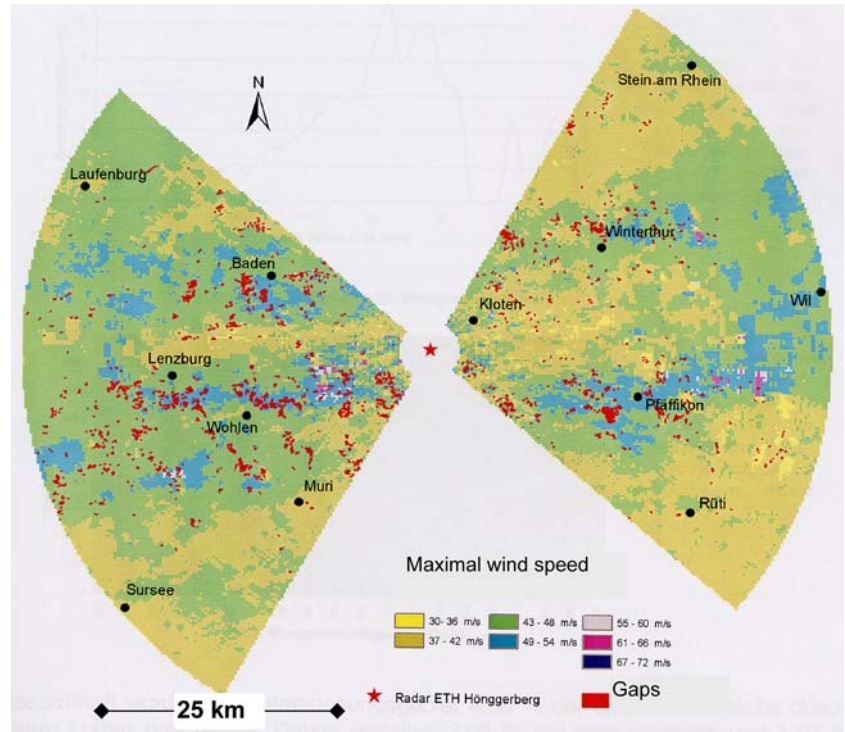 N
Stein am Rhein
Laufenburg
Winterthur
Baden
Wil
Kloten
Lenzburg
Pfäffikon
Wohlen
Muri
Rüti
Maximal wind speed
Sursee
30- 36 m/s
43 - 48 m/s
55 - 60 m/s
37 - 42 m/s
49 - 54 m/s
61 - 66 m/s
67 - 72 m/s
Radar ETH Hönggerberg
Gaps
25 km